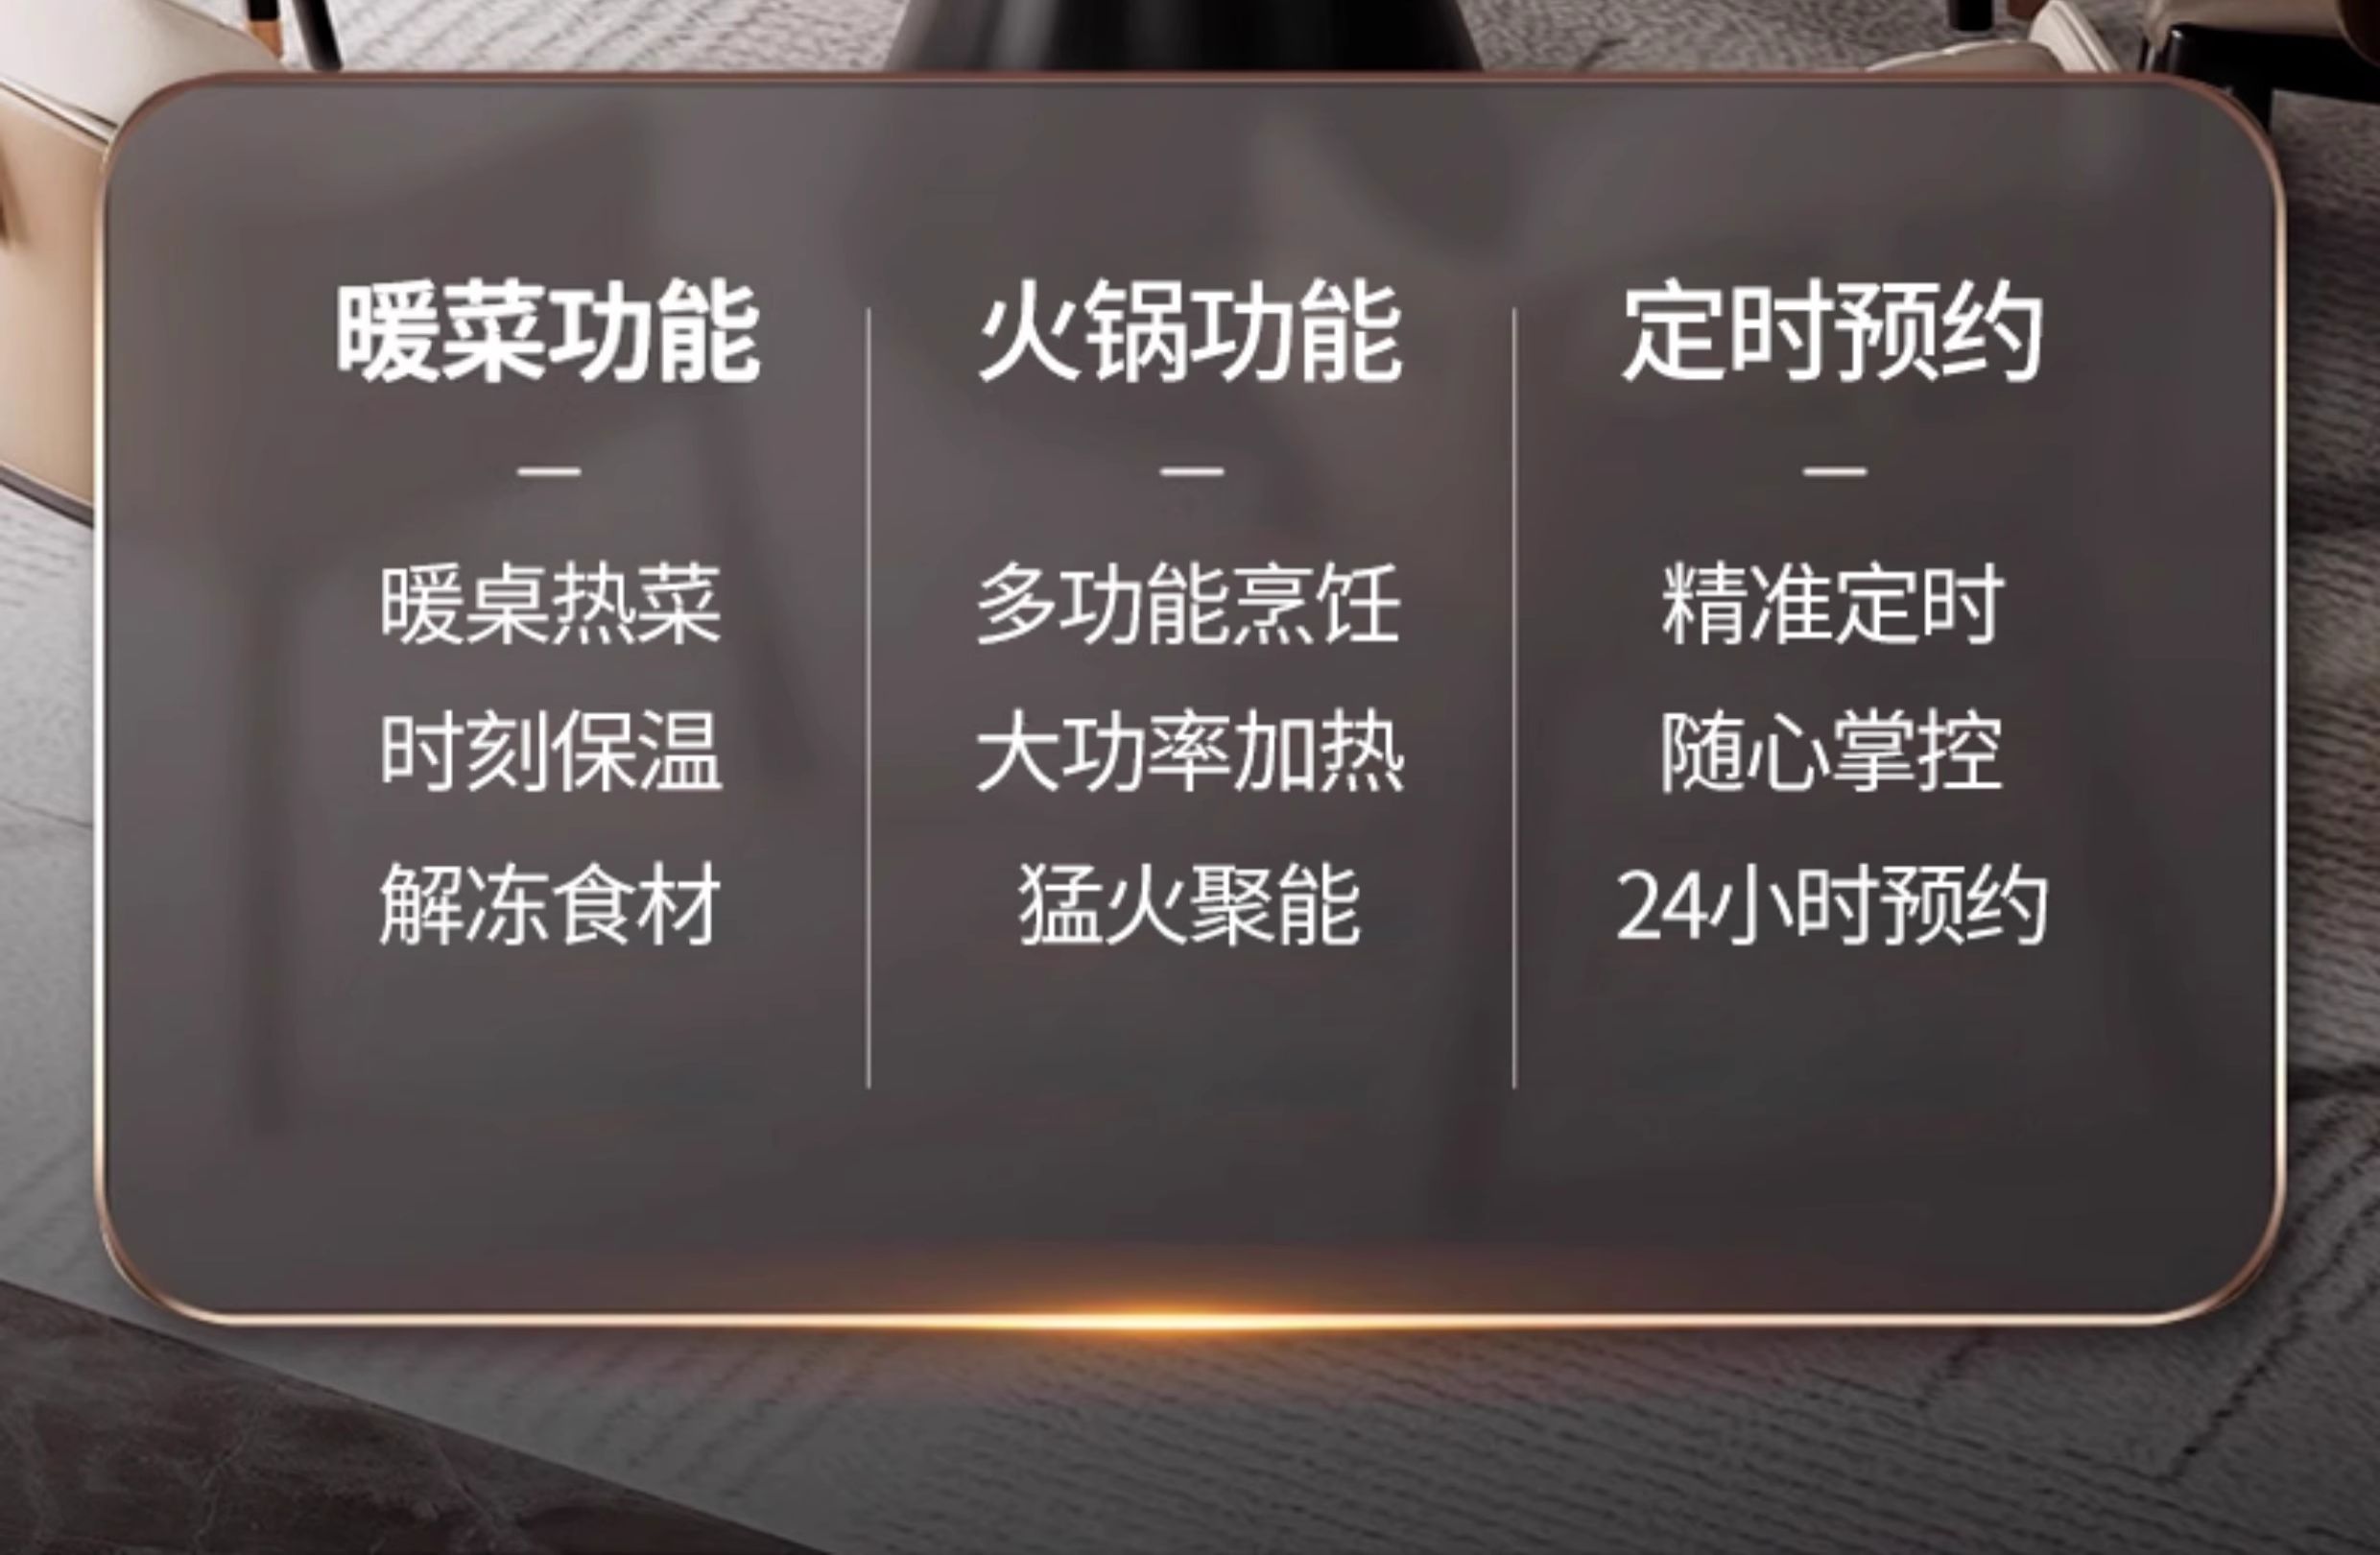 暖菜功能
暖桌热菜
时刻保温
解冻食材
火锅功能
多功能烹饪
大功率加热
猛火聚能
定时预约
精准定时
随心掌控
24小时预约